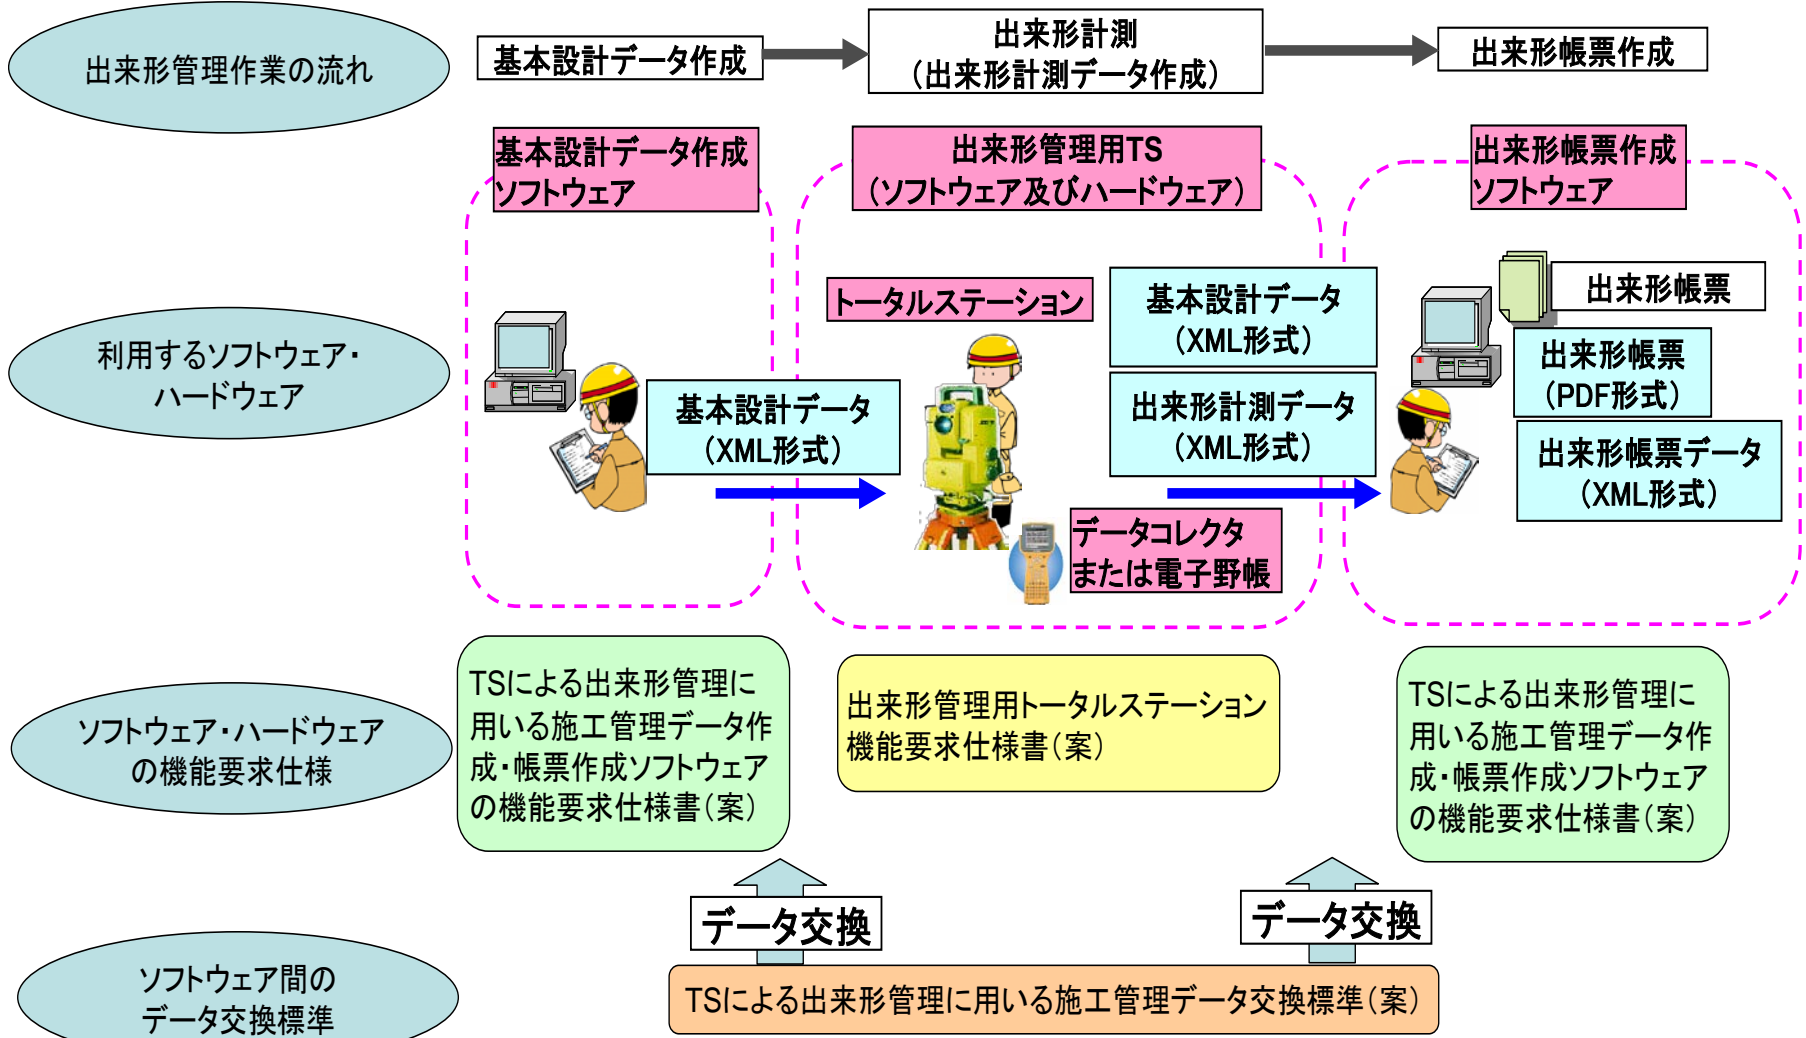 出来形管理作業の流れ
基本設計データ作成
出来形計測
（出来形計測データ作成）
出来形帳票作成
基本設計データ作成
ソフトウェア
出来形管理用TS
（ソフトウェア及びハードウェア）
出来形帳票作成
ソフトウェア
利用するソフトウェア・
ハードウェア
基本設計データ
（XML形式）
トータルステーション
基本設計データ
（XML形式）
出来形計測データ
（XML形式）
データコレクタ
または電子野帳
出来形帳票
出来形帳票
（PDF形式）
出来形帳票データ
（XML形式）
ソフトウェア・ハードウェア
の機能要求仕様
TSによる出来形管理に
用いる施工管理データ作
成・帳票作成ソフトウェア
の機能要求仕様書（案）
出来形管理用トータルステーション
機能要求仕様書（案）
TSによる出来形管理に
用いる施工管理データ作
成・帳票作成ソフトウェア
の機能要求仕様書（案）
データ交換
データ交換
ソフトウェア間の
データ交換標準
TSによる出来形管理に用いる施工管理データ交換標準（案）